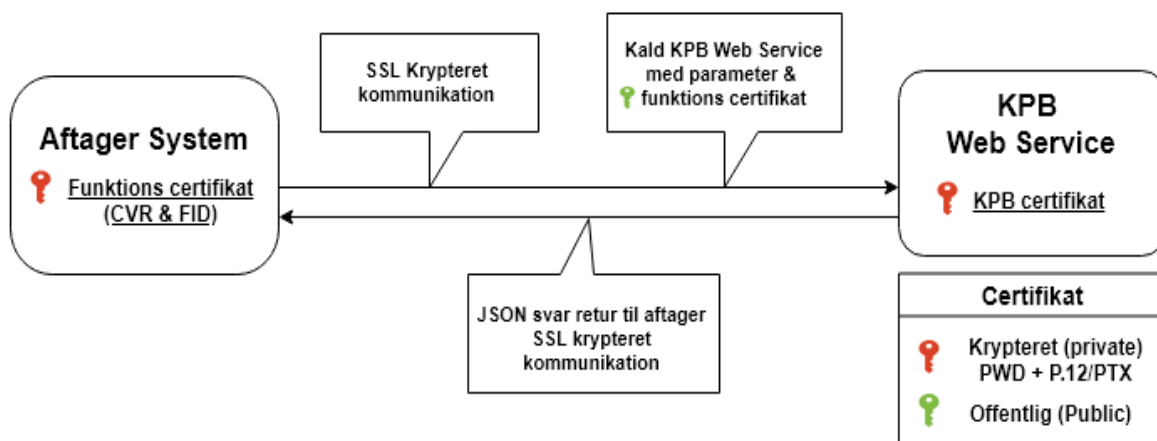 SSL Krypteret
kommunikation
Kald KPB Web Service
med parameter &
funktions certifikat
Aftager System
Funktions certifikat
(CVR & FID)
KPB
Web Service
KPB certifikat
JSON svar retur til aftager
SSL krypteret
kommunikation
Certifikat
Krypteret (private)
PWD + P.12/PTX
Offentlig (Public)